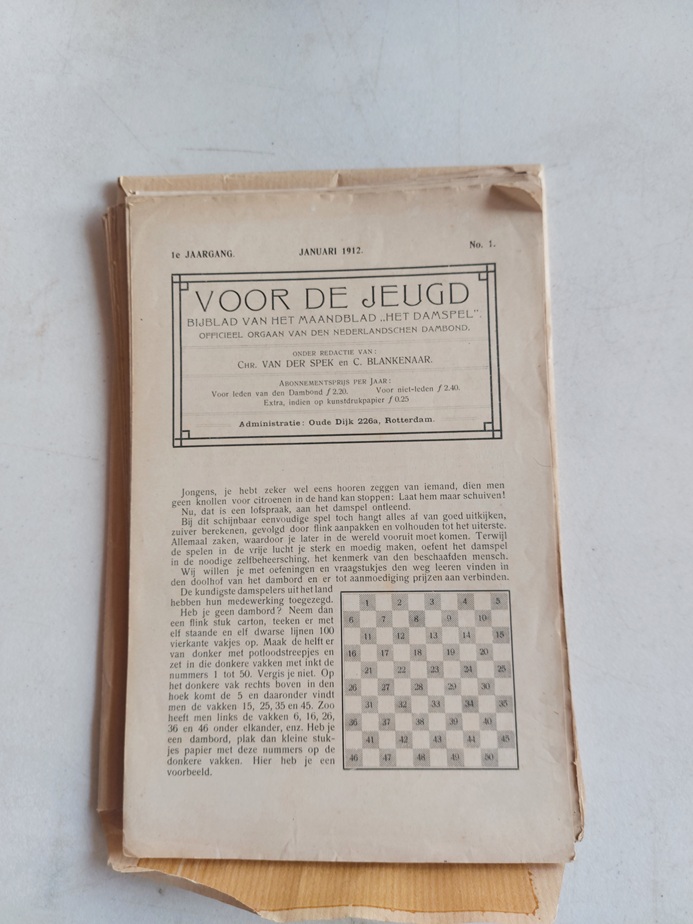 1e JAARGANG. JANUARI 1912. No. 1.
VOOR DE JEUGD
BIJBLAD VAN HET MAANDBLAD „HET DAMSPEL".
OFFICIEEL ORGAAN VAN DEN NEDERLANDSCHEN DAMBOND.
ONDER REDACTIE VAN:
CHR. VAN DER SPEK en C. BLANKENAAR.
ABONNEMENTSPRIJS PER JAAR:
Voor leden van den Dambond f 2.20. Voor niet-leden f 2.40.
Extra, indien op kunstdrukpapier f 0.25
Administratie: Oude Dijk 226a, Rotterdam.
Jongens, je hebt zeker wel eens hooren zeggen van iemand, dien men
geen knollen voor citroenen in de hand kan stoppen: Laat hem maar schuiven!
Nu, dat is een lofspraak, aan het damspel ontleend.
Bij dit schijnbaar eenvoudige spel toch hangt alles af van goed uitkijken,
zuiver berekenen, gevolgd door flink aanpakken en volhouden tot het uiterste.
Allemaal zaken, waardoor je later in de wereld vooruit moet komen. Terwijl
de spelen in de vrije lucht je sterk en moedig maken, oefent het damspel
in de noodige zelfbeheersching, het kenmerk van den beschaafden mensch.
Wij willen je met oefeningen en vraagstukjes den weg leeren vinden in
den doolhof van het dambord en er tot aanmoediging prijzen aan verbinden.
De kundigste damspelers uit het land
hebben hun medewerking toegezegd.
Heb je geen dambord? Neem dan
een flink stuk carton, teeken er met
elf staande en elf dwarse lijnen 100
vierkante vakjes op. Maak de helft er
van donker met potloodstreepjes en
zet in die donkere vakken met inkt de
nummers 1 tot 50. Vergis je niet. Op
het donkere vak rechts boven in den
hoek komt de 5 en daaronder vindt
men de vakken 15, 25, 35 en 45. Zoo
heeft men links de vakken 6, 16, 26,
36 en 46 onder elkander, enz. Heb je
een dambord, plak dan kleine stuk-
jes papier met deze nummers op de
donkere vakken. Hier heb je een
voorbeeld.
1 2 3 4 5
6 7 8 9 10
11 12 13 14 15
16 17 18 19 20
21 22 23 24 25
26 27 28 29 30
31 32 33 34 35
36 37 38 39 40
41 42 43 44 45
46 47 48 49 50